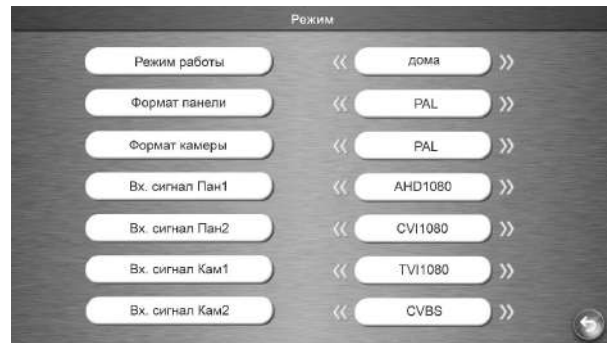 Режим
Режим работы « дома »
Формат панели « PAL »
Формат камеры « PAL »
Вх. сигнал Пан1 « AHD1080 »
Вх. сигнал Пан2 « CVI1080 »
Вх. сигнал Кам1 « TVI1080 »
Вх. сигнал Кам2 « CVBS »